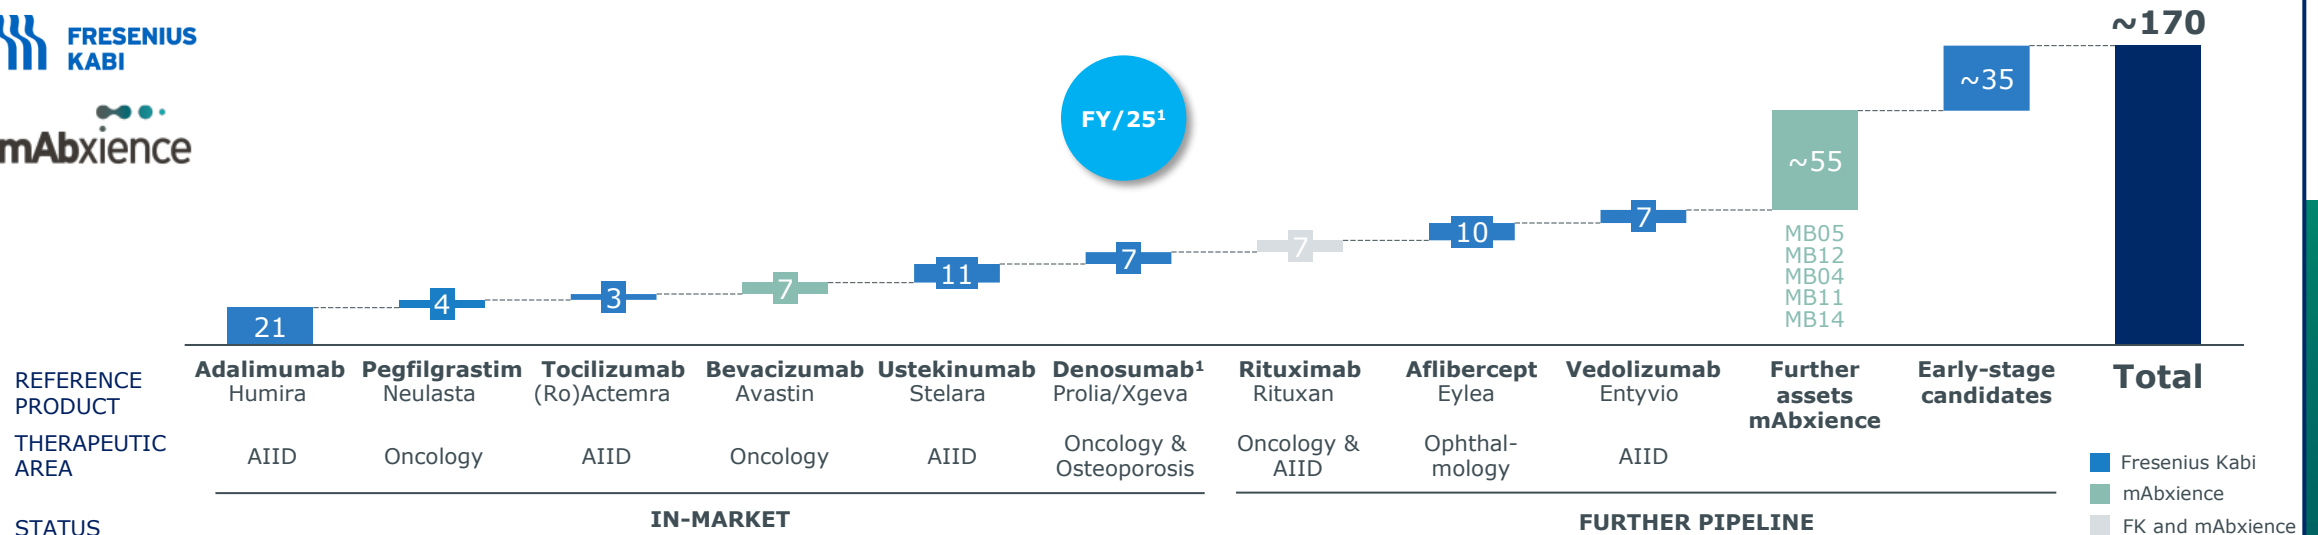 FRESENIUS
KABI
mAbxience
FY/25¹
~170
~35
~55
7
10
7
7
11
7
3
4
21
MB05
MB12
MB04
MB11
MB14
REFERENCE
PRODUCT
Adalimumab
Humira
Pegfilgrastim
Neulasta
Tocilizumab
(Ro)Actemra
Bevacizumab
Avastin
Ustekinumab
Stelara
Denosumab¹
Prolia/Xgeva
Rituximab
Rituxan
Aflibercept
Eylea
Vedolizumab
Entyvio
Further
assets
mAbxience
Early-stage
candidates
Total
THERAPEUTIC
AREA
AIID
Oncology
AIID
Oncology
AIID
Oncology &
Osteoporosis
Oncology &
AIID
Ophthal-
mology
AIID
STATUS
IN-MARKET
FURTHER PIPELINE
Fresenius Kabi
mAbxience
FK and mAbxience